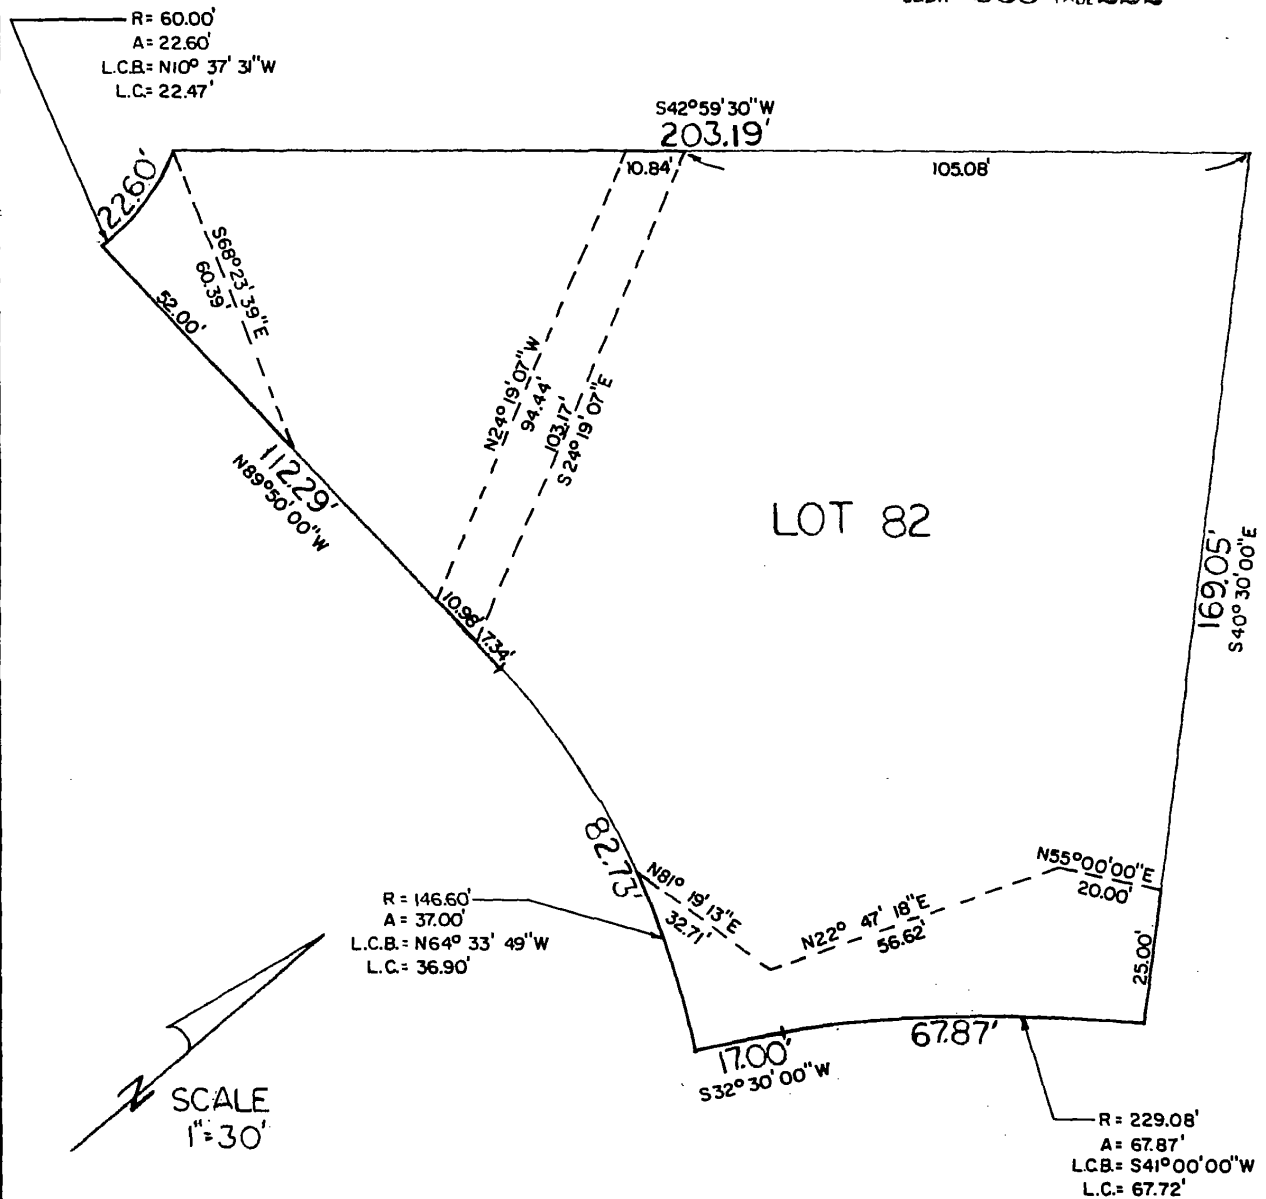 R= 60.00'
A= 22.60'
L.C.B.= N10° 37' 31"W
L.C.= 22.47'
S42°59'30"W
203.19'
10.84'
105.08'
22.60'
S68°23'39"E
60.39'
52.00'
N24°19'07"W
94.44'
103.17'
S24°19'07"E
112.29'
N89°50'00"W
LOT 82
169.05'
S40°30'00"E
10.98'
17.34'
82.73'
N81° 19'13"E
32.71'
N22° 47' 18"E
56.62'
N55°00'00"E
20.00'
25.00'
R= 146.60'
A= 37.00'
L.C.B.= N64° 33' 49"W
L.C.= 36.90'
17.00'
S32°30'00"W
67.87'
N
SCALE
1"=30'
R= 229.08'
A= 67.87'
L.C.B.= S41°00'00"W
L.C.= 67.72'